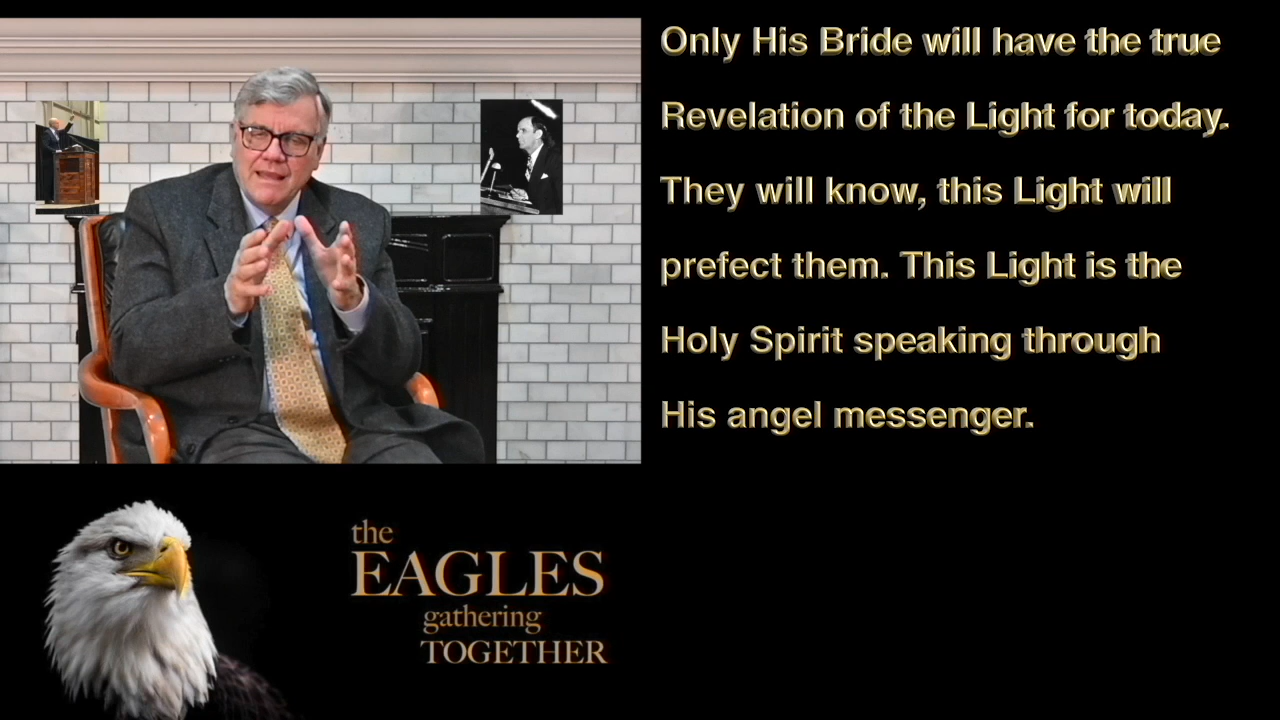 Only His Bride will have the true
Revelation of the Light for today.
They will know, this Light will
prefect them. This Light is the
Holy Spirit speaking through
His angel messenger.
the
EAGLES
gathering
TOGETHER